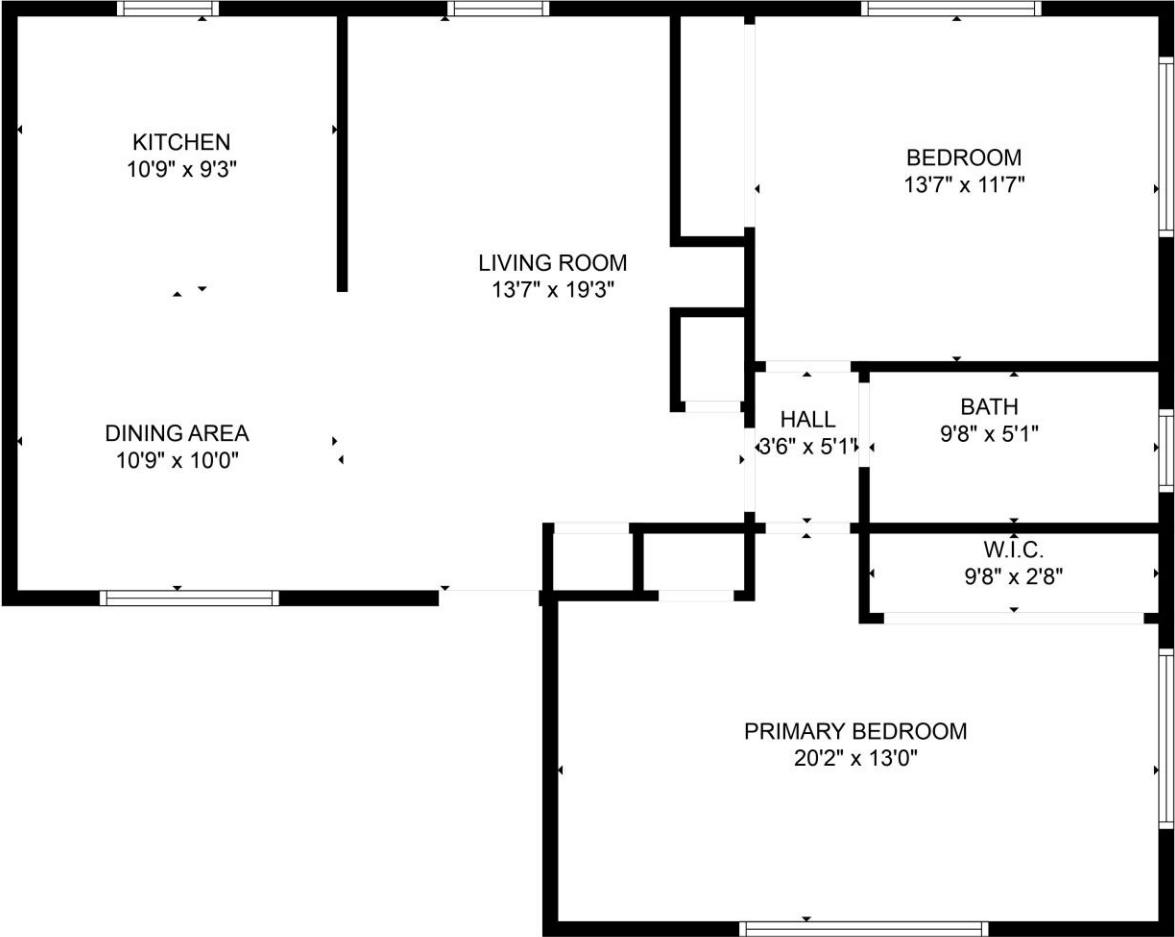 KITCHEN
10'9" x 9'3"
BEDROOM
13'7" x 11'7"
LIVING ROOM
13'7" x 19'3"
DINING AREA
10'9" x 10'0"
HALL
3'6" x 5'1"
BATH
9'8" x 5'1"
W.I.C.
9'8" x 2'8"
PRIMARY BEDROOM
20'2" x 13'0"